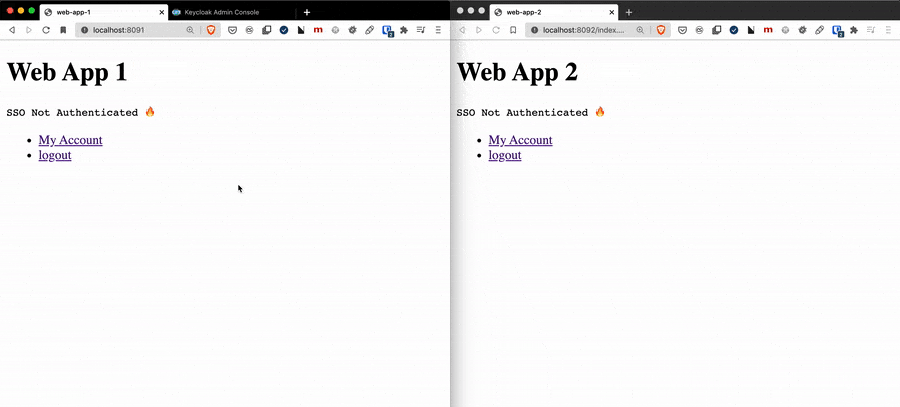 web-app-1
Keycloak Admin Console
localhost:8091
Web App 1
SSO Not Authenticated 🔥
My Account
logout
web-app-2
localhost:8092/index....
Web App 2
SSO Not Authenticated 🔥
My Account
logout